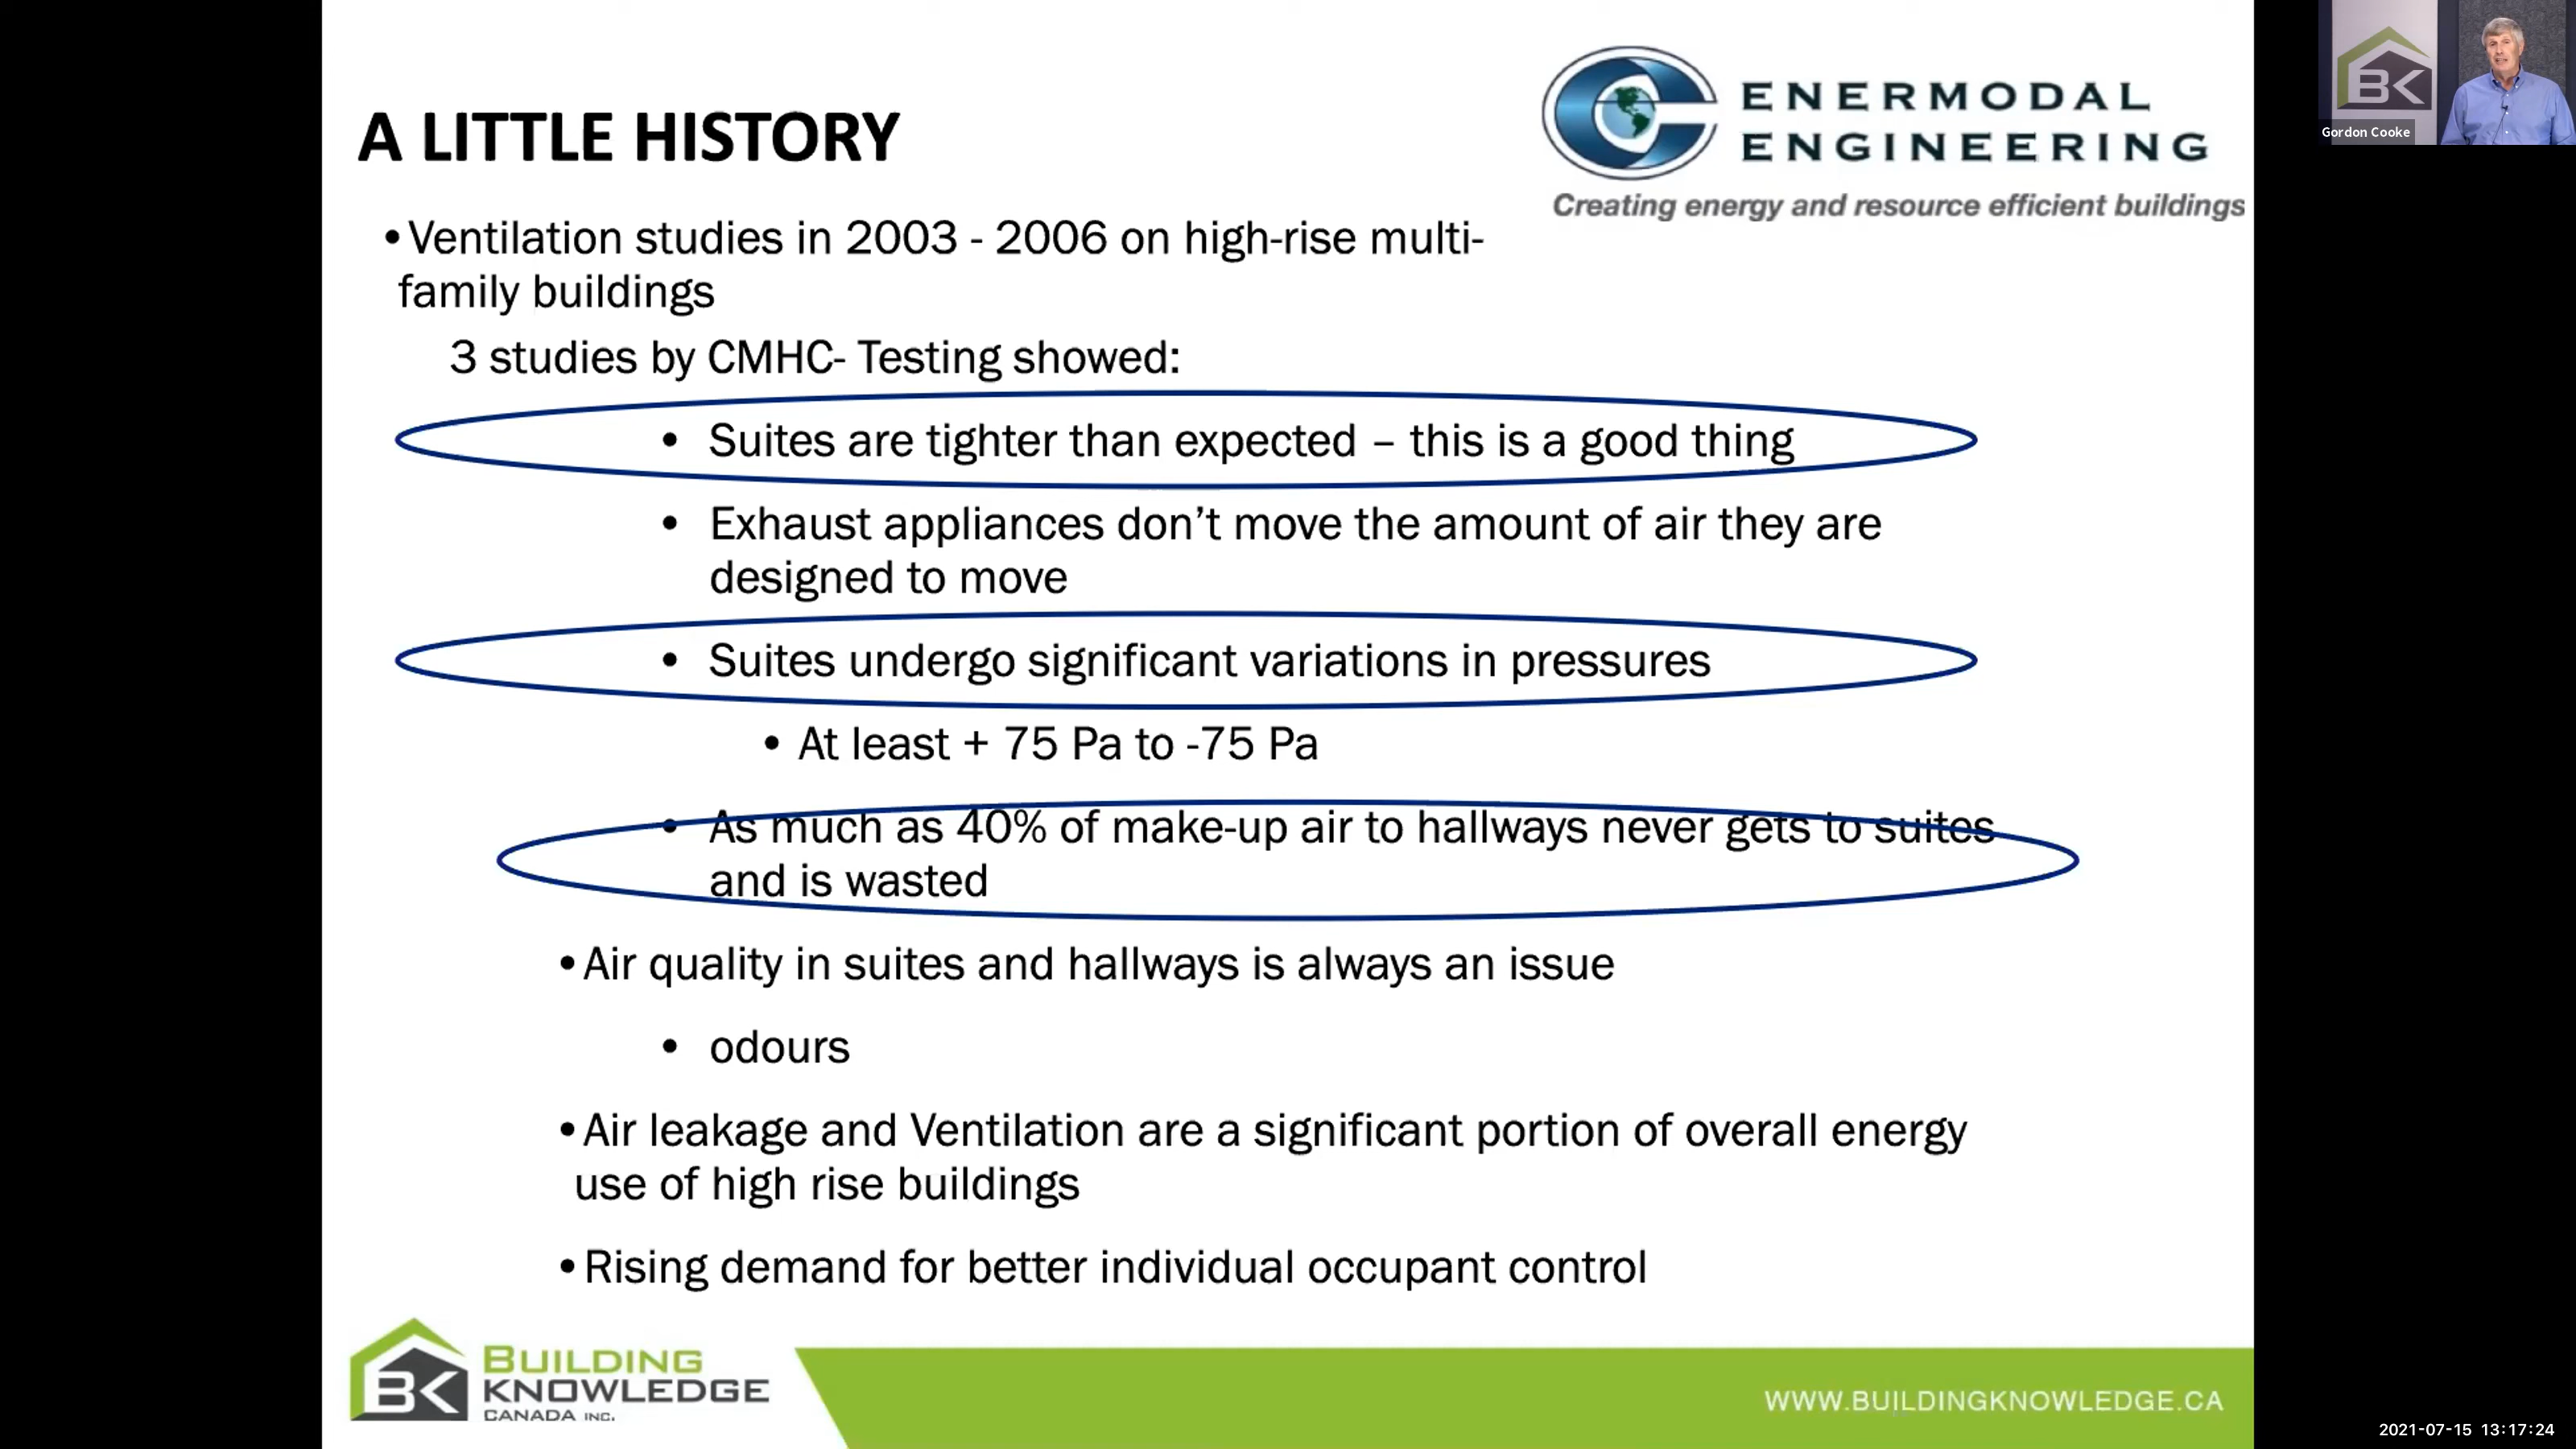 A LITTLE HISTORY
ENERMODAL
ENGINEERING
Creating energy and resource efficient buildings
•Ventilation studies in 2003 - 2006 on high-rise multi-
family buildings
3 studies by CMHC- Testing showed:
• Suites are tighter than expected – this is a good thing
• Exhaust appliances don’t move the amount of air they are
designed to move
• Suites undergo significant variations in pressures
• At least + 75 Pa to -75 Pa
• As much as 40% of make-up air to hallways never gets to suites
and is wasted
•Air quality in suites and hallways is always an issue
• odours
•Air leakage and Ventilation are a significant portion of overall energy
use of high rise buildings
•Rising demand for better individual occupant control
BK
BUILDING
KNOWLEDGE
CANADA INC.
WWW.BUILDINGKNOWLEDGE.CA
BK
Gordon Cooke
2021-07-15 13:17:24